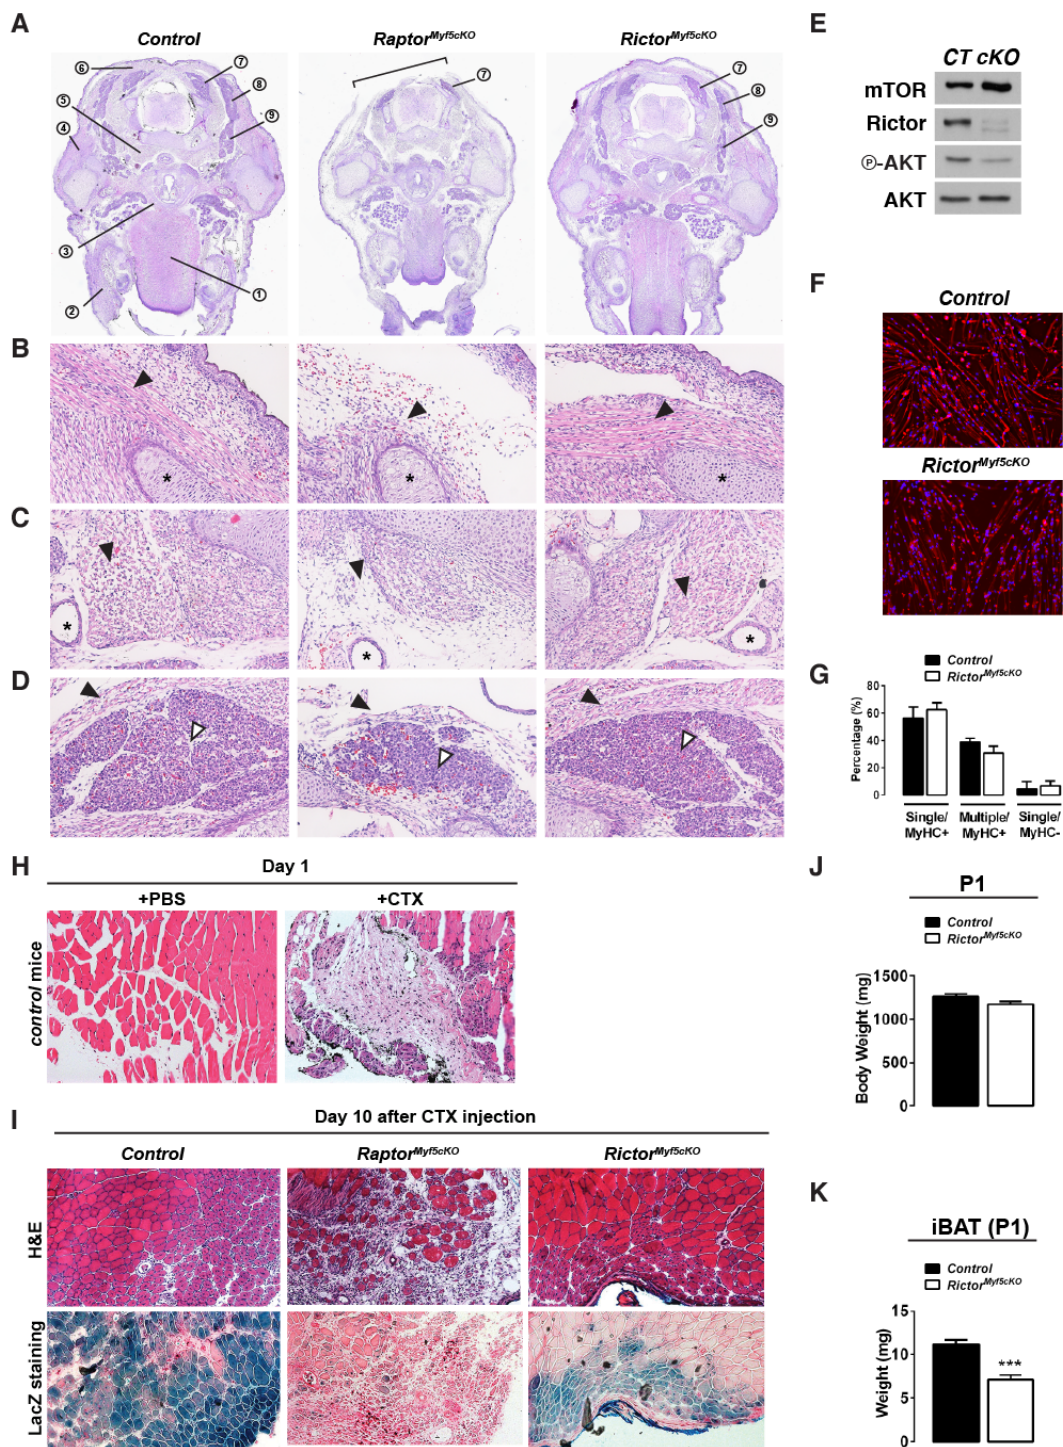 A
Control
Raptor^Myf5cKO
Rictor^Myf5cKO
⑥
⑦
⑧
⑤
④
⑨
③
②
①
⑦
⑦
⑧
⑨
B
*
*
*
C
*
*
*
D
E
CT cKO
mTOR
Rictor
Ⓟ-AKT
AKT
F
Control
Rictor^Myf5cKO
G
Control
Rictor^Myf5cKO
Percentage (%)
80
60
40
20
0
Single/ MyHC+
Multiple/ MyHC+
Single/ MyHC-
H
Day 1
+PBS
+CTX
control mice
I
Day 10 after CTX injection
Control
Raptor^Myf5cKO
Rictor^Myf5cKO
H&E
LacZ staining
J
P1
Control
Rictor^Myf5cKO
Body Weight (mg)
1500
1000
500
0
K
iBAT (P1)
Control
Rictor^Myf5cKO
Weight (mg)
15
10
5
0
***